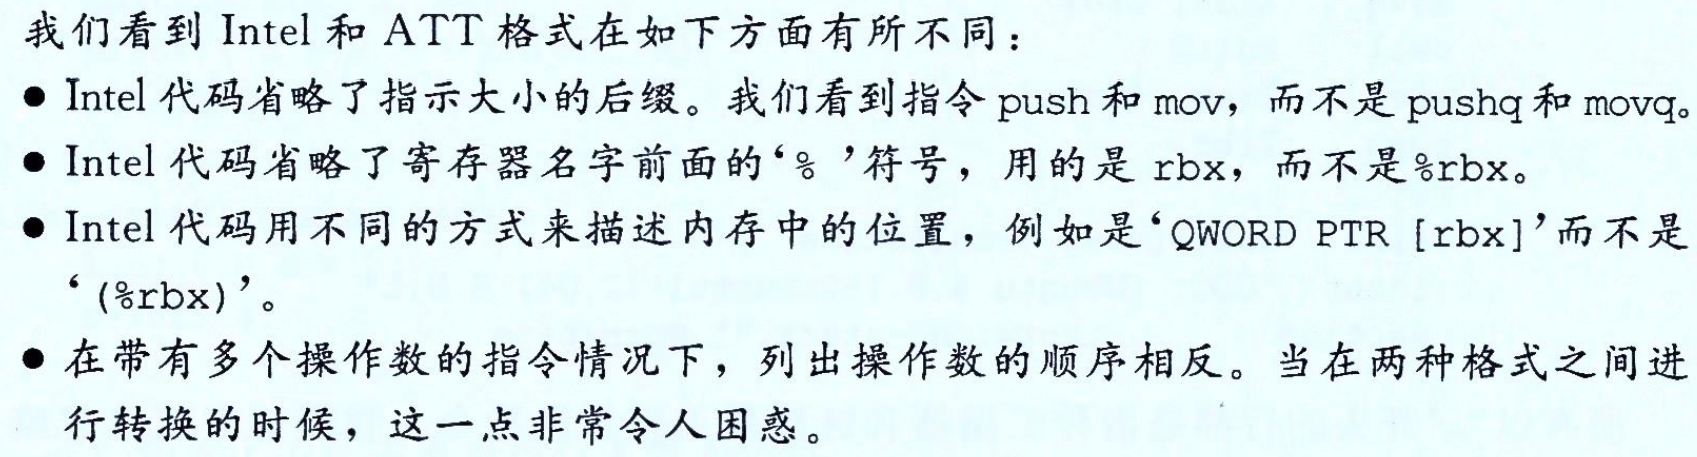 我们看到 Intel 和 ATT 格式在如下方面有所不同：
● Intel 代码省略了指示大小的后缀。我们看到指令 push 和 mov，而不是 pushq 和 movq。
● Intel 代码省略了寄存器名字前面的‘% ’符号，用的是 rbx，而不是%rbx。
● Intel 代码用不同的方式来描述内存中的位置，例如是‘QWORD PTR [rbx]’而不是
‘(%rbx)’。
● 在带有多个操作数的指令情况下，列出操作数的顺序相反。当在两种格式之间进
行转换的时候，这一点非常令人困惑。